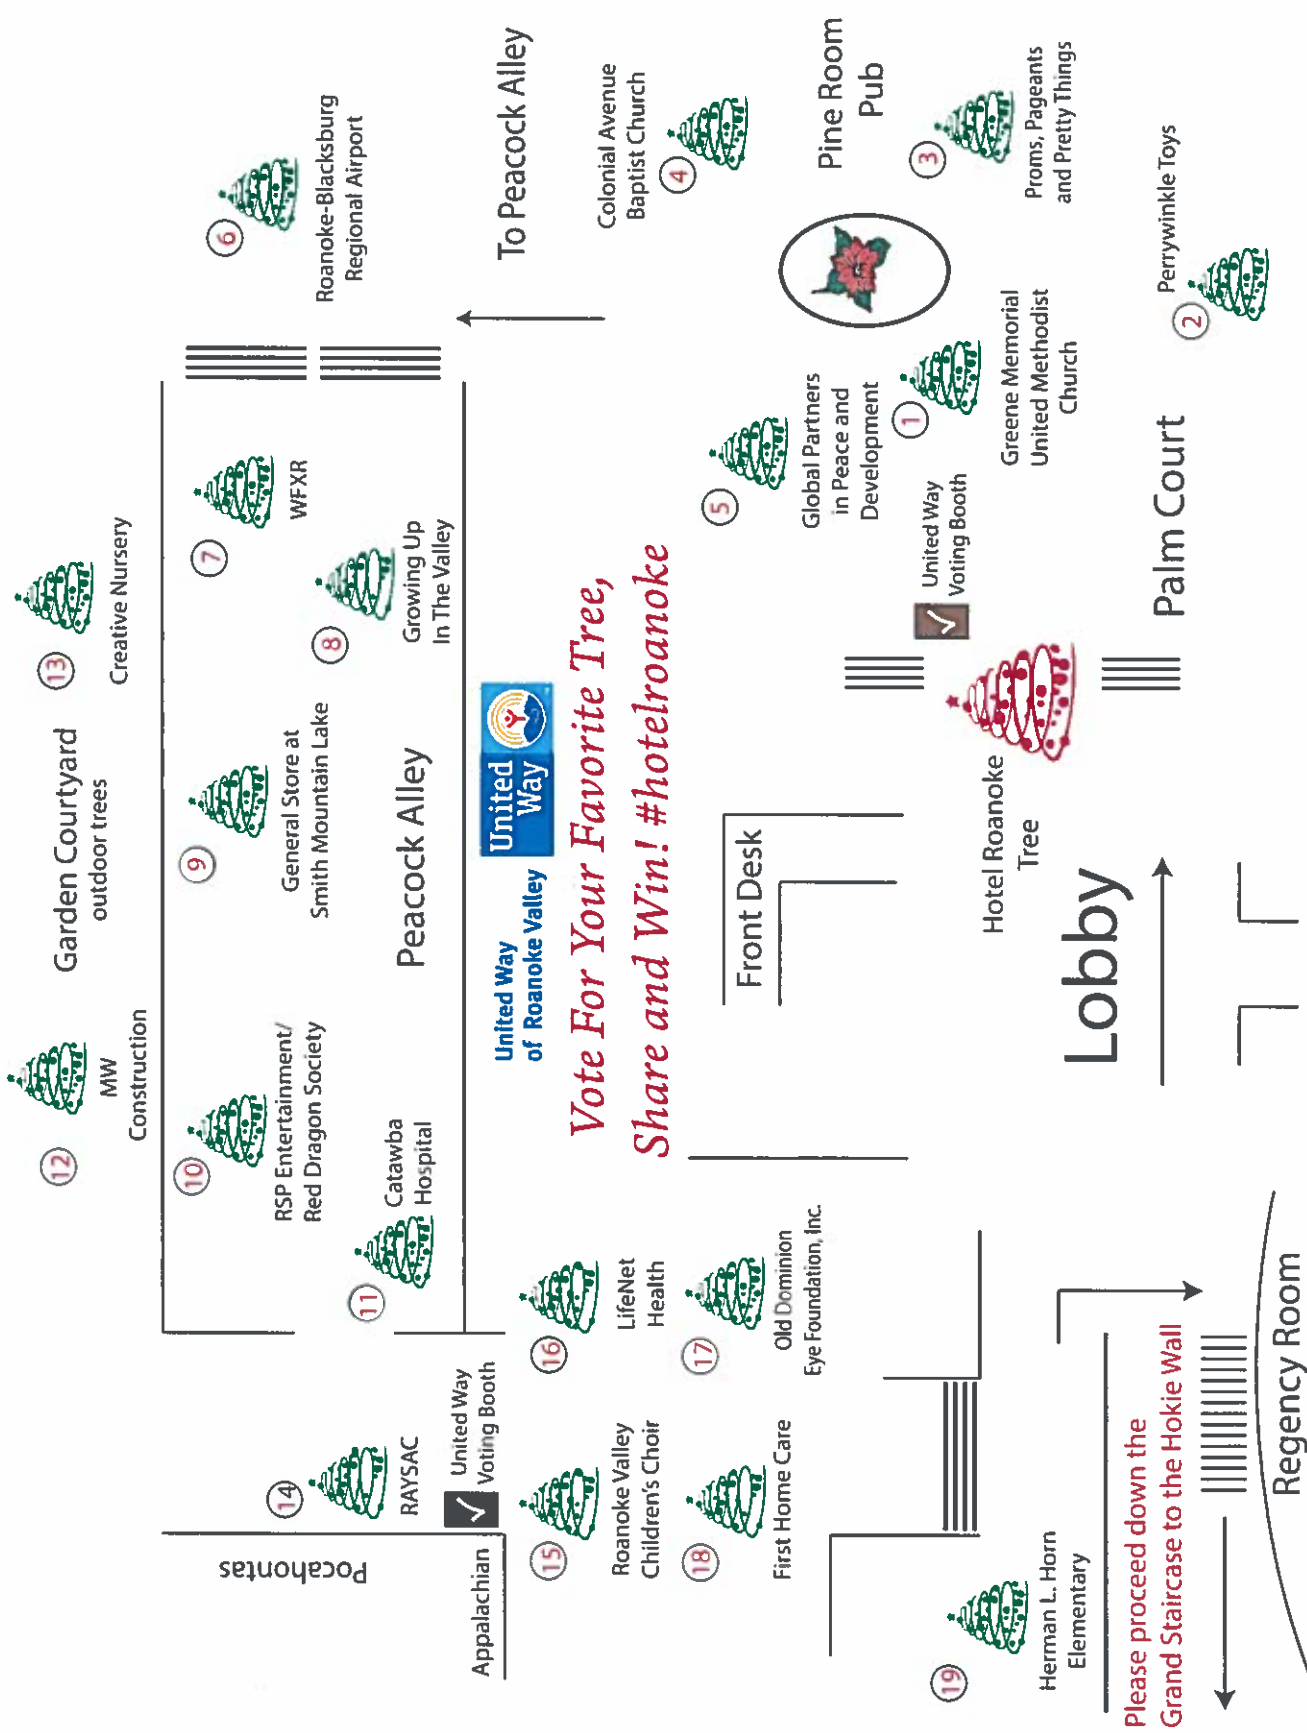 12
MW
Construction
Garden Courtyard
outdoor trees
13
Creative Nursery
10
RSP Entertainment/
Red Dragon Society
9
General Store at
Smith Mountain Lake
7
WFXR
6
Roanoke-Blacksburg
Regional Airport
11
Catawba
Hospital
Peacock Alley
8
Growing Up
In The Valley
Pocahontas
14
RAYSAC
United Way
Voting Booth
Appalachian
United Way
of Roanoke Valley
United
Way
To Peacock Alley
Vote For Your Favorite Tree,
Share and Win! #hotelroanoke
15
Roanoke Valley
Children's Choir
16
LifeNet
Health
18
First Home Care
17
Old Dominion
Eye Foundation, Inc.
Front Desk
5
Global Partners
in Peace and
Development
4
Colonial Avenue
Baptist Church
Pine Room
Pub
United Way
Voting Booth
1
Greene Memorial
United Methodist
Church
3
Proms, Pageants
and Pretty Things
Hotel Roanoke
Tree
Lobby
Palm Court
2
Perrywinkle Toys
19
Herman L. Horn
Elementary
Please proceed down the
Grand Staircase to the Hokie Wall
Regency Room